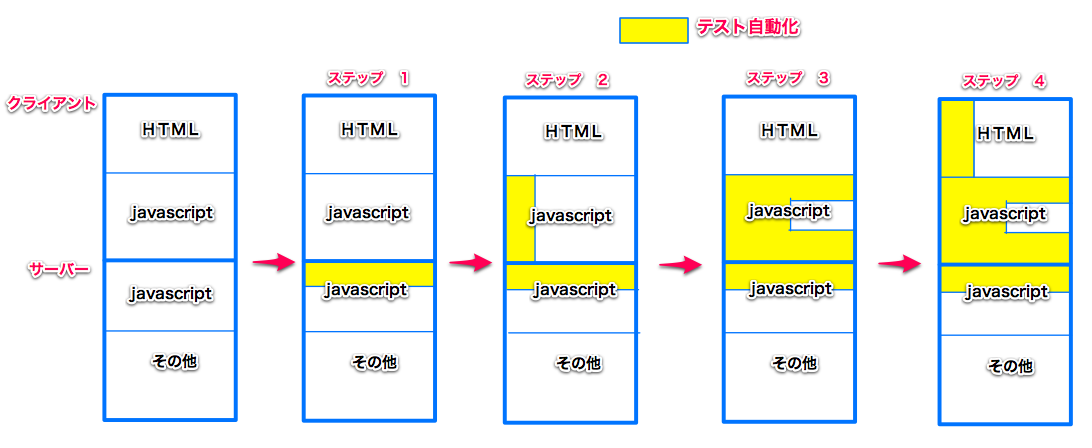 テスト自動化
ステップ　１
ステップ　２
ステップ　３
ステップ　４
クライアント
ＨＴＭＬ
ＨＴＭＬ
ＨＴＭＬ
ＨＴＭＬ
ＨＴＭＬ
javascript
javascript
javascript
javascript
javascript
サーバー
javascript
javascript
javascript
javascript
javascript
その他
その他
その他
その他
その他